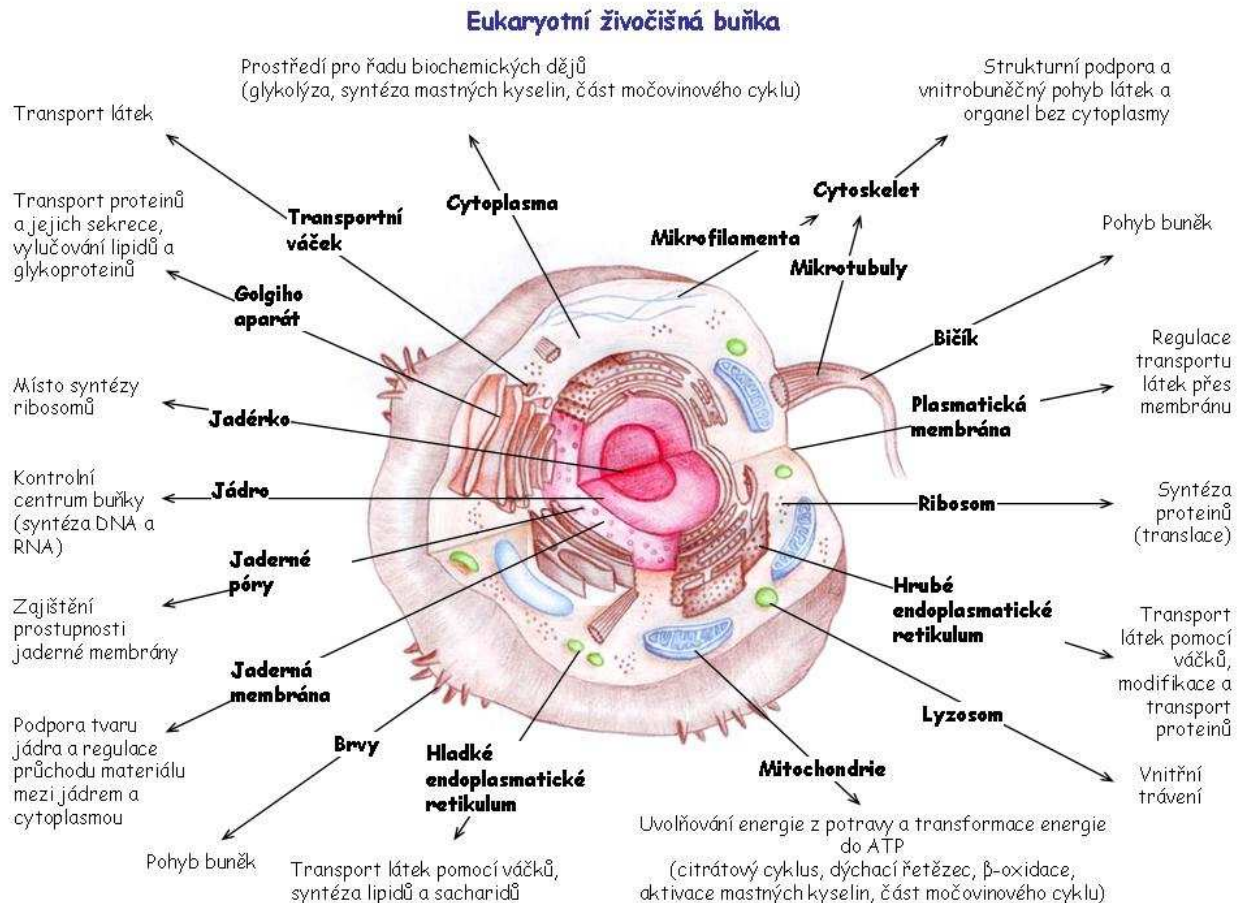 Eukaryotní živočišná buňka
Prostředí pro řadu biochemických dějů
(glykolýza, syntéza mastných kyselin, část močovinového cyklu)
Strukturní podpora a
vnitrobuněčný pohyb látek a
organel bez cytoplasmy
Transport látek
Transport proteinů
a jejich sekrece,
vylučování lipidů a
glykoproteinů
Transportní
váček
Cytoplasma
Cytoskelet
Mikrofilamenta
Mikrotubuly
Pohyb buněk
Golgiho
aparát
Bičík
Regulace
transportu
látek přes
membránu
Místo syntézy
ribosomů
Jadérko
Plasmatická
membrána
Kontrolní
centrum buňky
(syntéza DNA a
RNA)
Jádro
Ribosom
Syntéza
proteinů
(translace)
Jaderné
póry
Hrubé
endoplasmatické
retikulum
Zajištění
prostupnosti
jaderné membrány
Transport
látek pomocí
váčků,
modifikace a
transport
proteinů
Jaderná
membrána
Lyzosom
Podpora tvaru
jádra a regulace
průchodu materiálu
mezi jádrem a
cytoplasmou
Brvy
Hladké
endoplasmatické
retikulum
Mitochondrie
Vnitřní
trávení
Pohyb buněk
Transport látek pomocí váčků,
syntéza lipidů a sacharidů
Uvolňování energie z potravy a transformace energie
do ATP
(citrátový cyklus, dýchací řetězec, β-oxidace,
aktivace mastných kyselin, část močovinového cyklu)